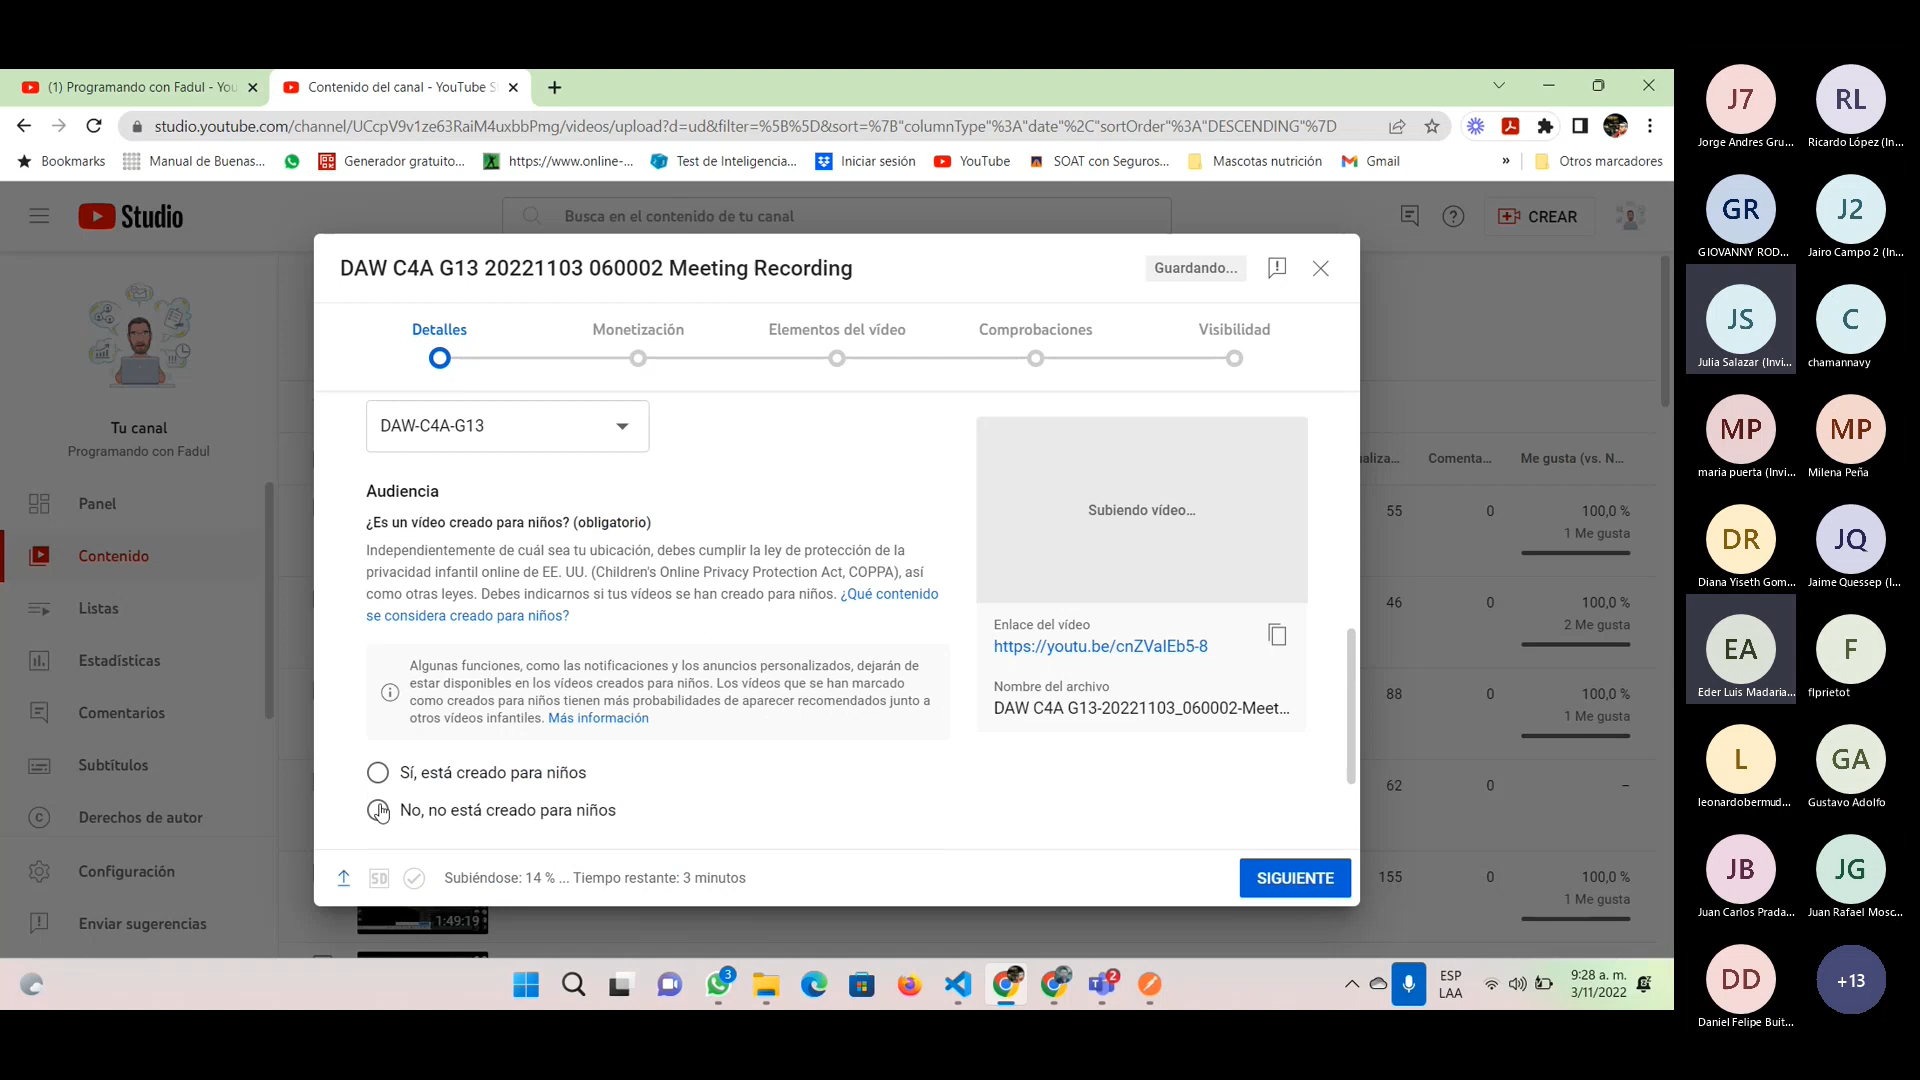 (1) Programando con Fadul - You
Contenido del canal - YouTube S
studio.youtube.com/channel/UCcpV9v1ze63RaiM4uxbbPmg/videos/upload?d=ud&filter=%5B%5D&sort=%7B"columnType"%3A"date"%2C"sortOrder"%3A"DESCENDING"%7D
Bookmarks
Manual de Buenas...
Generador gratuito...
https://www.online-...
Test de Inteligencia...
Iniciar sesión
YouTube
SOAT con Seguros...
Mascotas nutrición
Gmail
»
Otros marcadores
Studio
Busca en el contenido de tu canal
CREAR
Tu canal
Programando con Fadul
Panel
Contenido
Listas
Estadísticas
Comentarios
Subtítulos
Derechos de autor
Configuración
Enviar sugerencias
DAW C4A G13 20221103 060002 Meeting Recording
Guardando...
Detalles
Monetización
Elementos del vídeo
Comprobaciones
Visibilidad
DAW-C4A-G13
Audiencia
¿Es un vídeo creado para niños? (obligatorio)
Independientemente de cuál sea tu ubicación, debes cumplir la ley de protección de la
privacidad infantil online de EE. UU. (Children's Online Privacy Protection Act, COPPA), así
como otras leyes. Debes indicarnos si tus vídeos se han creado para niños. ¿Qué contenido
se considera creado para niños?
Algunas funciones, como las notificaciones y los anuncios personalizados, dejarán de
estar disponibles en los vídeos creados para niños. Los vídeos que se han marcado
como creados para niños tienen más probabilidades de aparecer recomendados junto a
otros vídeos infantiles. Más información
Sí, está creado para niños
No, no está creado para niños
Subiendo vídeo...
Enlace del vídeo
https://youtu.be/cnZValEb5-8
Nombre del archivo
DAW C4A G13-20221103_060002-Meet...
SD
Subiéndose: 14 % ... Tiempo restante: 3 minutos
SIGUIENTE
1:49:19
aliza...
Comenta...
Me gusta (vs. N...
55
0
100,0 %
1 Me gusta
46
0
100,0 %
2 Me gusta
88
0
100,0 %
1 Me gusta
62
0
–
155
0
100,0 %
1 Me gusta
3
2
ESP
LAA
9:28 a. m.
3/11/2022
J7
Jorge Andres Gru...
RL
Ricardo López (In...
GR
GIOVANNY ROD...
J2
Jairo Campo 2 (In...
JS
Julia Salazar (Invi...
C
chamannavy
MP
maria puerta (Invi...
MP
Milena Peña
DR
Diana Yiseth Gom...
JQ
Jaime Quessep (I...
EA
Eder Luis Madaria...
F
flprietot
L
leonardobermud...
GA
Gustavo Adolfo
JB
Juan Carlos Prada...
JG
Juan Rafael Mosc...
DD
Daniel Felipe Buit...
+13